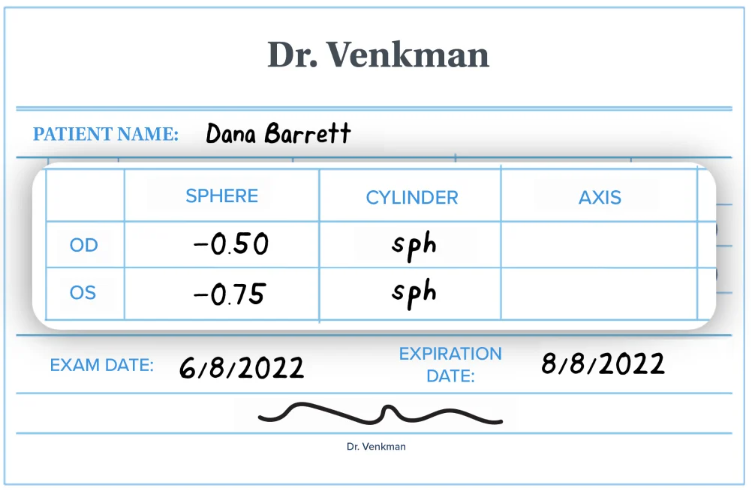 Dr. Venkman
PATIENT NAME: Dana Barrett
SPHERE CYLINDER AXIS
OD -0.50 sph
OS -0.75 sph
EXAM DATE: 6/8/2022 EXPIRATION DATE: 8/8/2022
Dr. Venkman